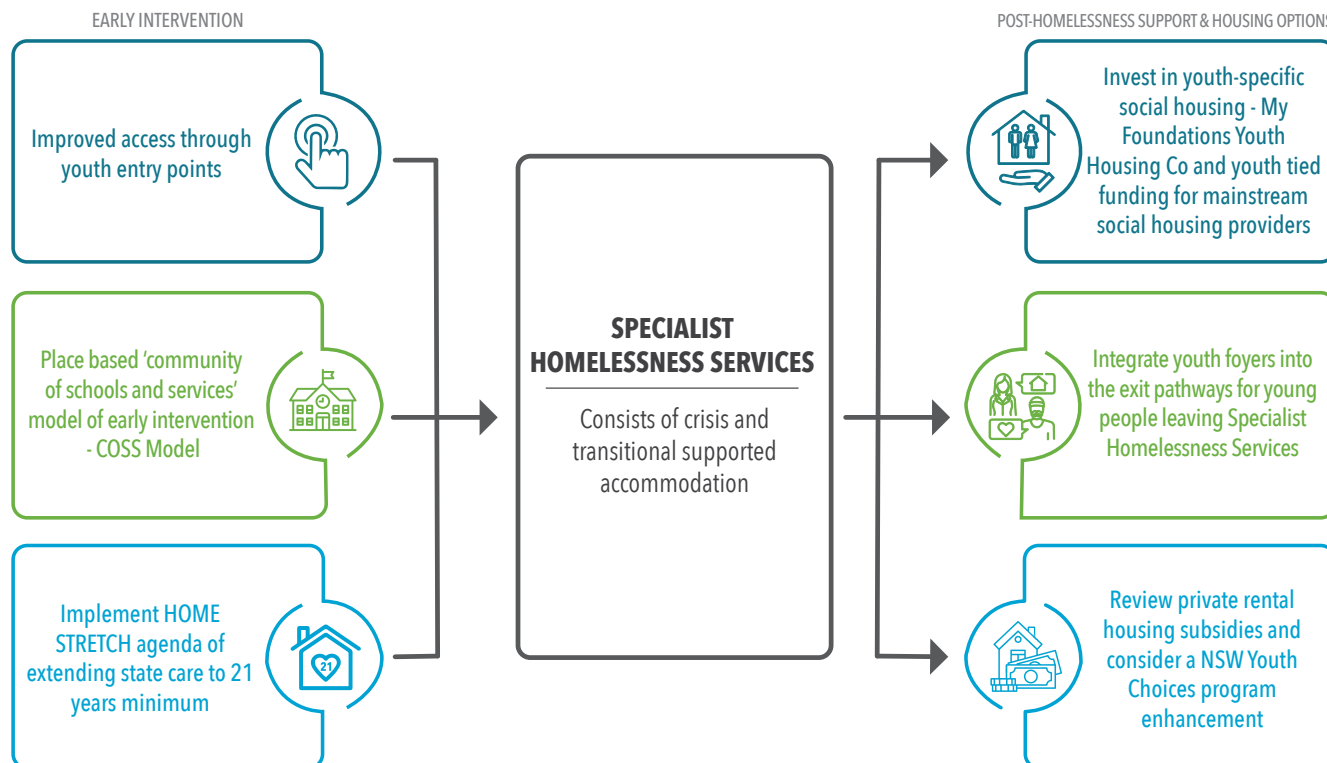 EARLY INTERVENTION
Improved access through
youth entry points
Place based ‘community
of schools and services’
model of early intervention
- COSS Model
Implement HOME
STRETCH agenda of
extending state care to 21
years minimum
21
SPECIALIST
HOMELESSNESS SERVICES
Consists of crisis and
transitional supported
accommodation
POST-HOMELESSNESS SUPPORT & HOUSING OPTIONS
Invest in youth-specific
social housing - My
Foundations Youth
Housing Co and youth tied
funding for mainstream
social housing providers
Integrate youth foyers into
the exit pathways for young
people leaving Specialist
Homelessness Services
Review private rental
housing subsidies and
consider a NSW Youth
Choices program
enhancement